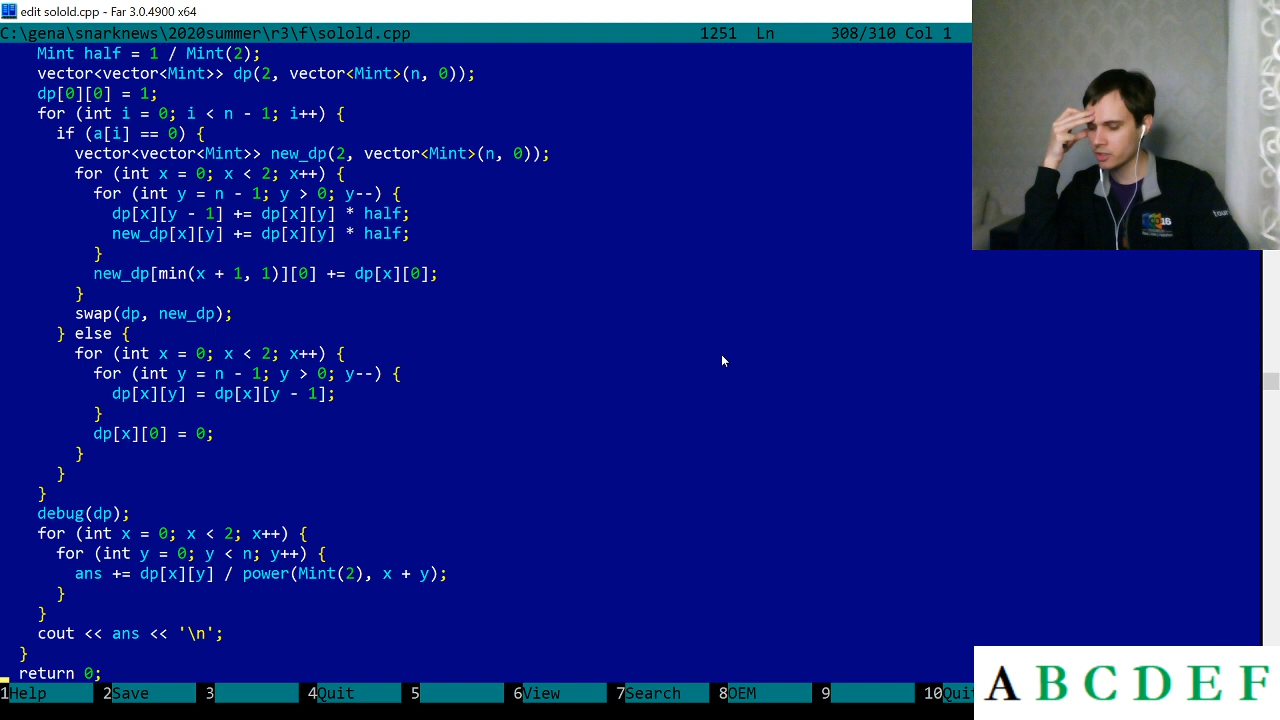 edit solold.cpp - Far 3.0.4900 x64
C:\gena\snarknews\2020summer\r3\f\solold.cpp 1251 Ln 308/310 Col 1
Mint half = 1 / Mint(2);
vector<vector<Mint>> dp(2, vector<Mint>(n, 0));
dp[0][0] = 1;
for (int i = 0; i < n - 1; i++) {
if (a[i] == 0) {
vector<vector<Mint>> new_dp(2, vector<Mint>(n, 0));
for (int x = 0; x < 2; x++) {
for (int y = n - 1; y > 0; y--) {
dp[x][y - 1] += dp[x][y] * half;
new_dp[x][y] += dp[x][y] * half;
}
new_dp[min(x + 1, 1)][0] += dp[x][0];
}
swap(dp, new_dp);
} else {
for (int x = 0; x < 2; x++) {
for (int y = n - 1; y > 0; y--) {
dp[x][y] = dp[x][y - 1];
}
dp[x][0] = 0;
}
}
}
debug(dp);
for (int x = 0; x < 2; x++) {
for (int y = 0; y < n; y++) {
ans += dp[x][y] / power(Mint(2), x + y);
}
}
cout << ans << '\n';
}
return 0;
1Help 2Save 3 4Quit 5 6View 7Search 8OEM 9 10Quit
A B C D E F